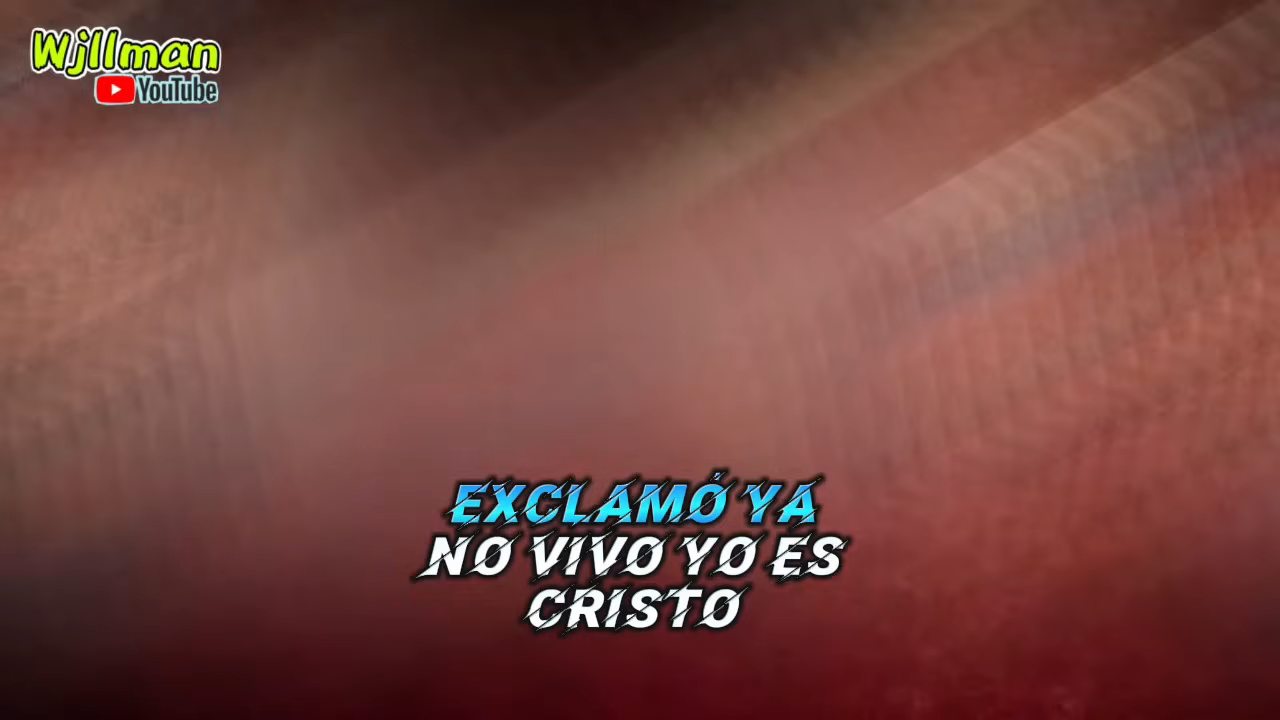 Wjllman
YouTube
EXCLAMÓ YA
NO VIVO YO ES
CRISTO